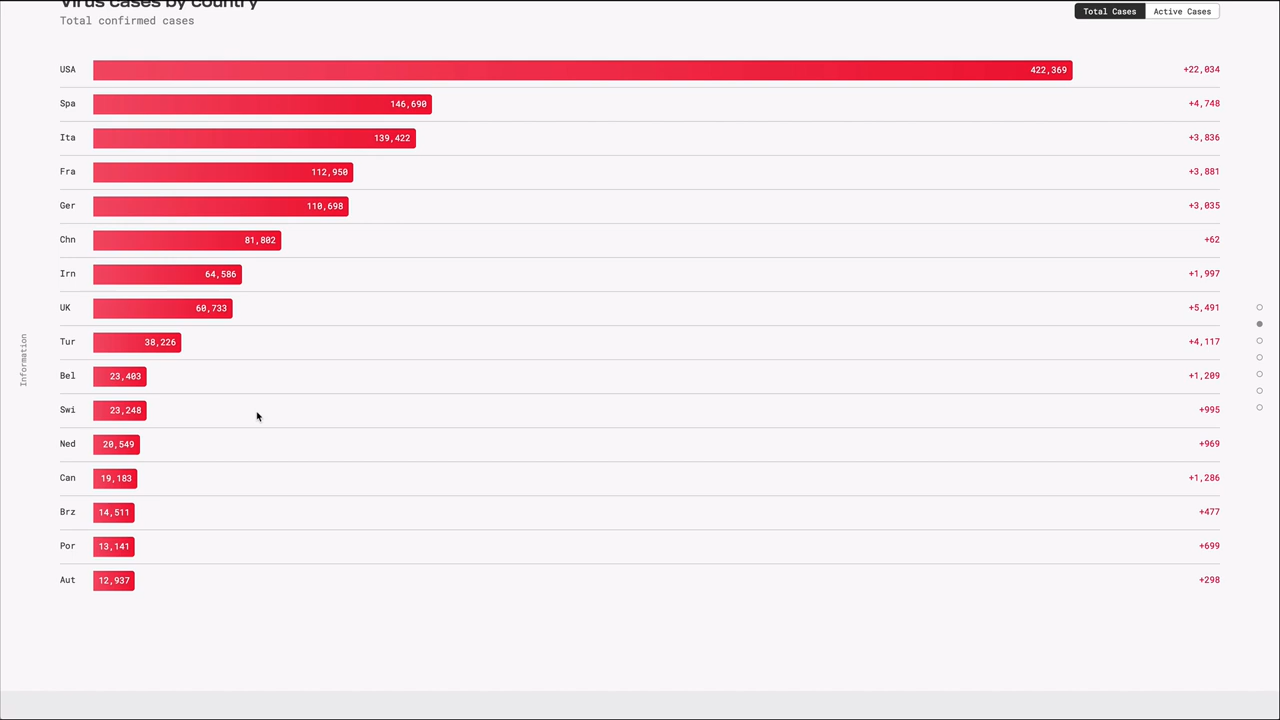 Virus cases by country
Total confirmed cases
Total Cases Active Cases
USA 422,369 +22,034
Spa 146,690 +4,748
Ita 139,422 +3,836
Fra 112,950 +3,881
Ger 110,698 +3,035
Chn 81,802 +62
Irn 64,586 +1,997
UK 60,733 +5,491
Tur 38,226 +4,117
Bel 23,403 +1,209
Swi 23,248 +995
Ned 20,549 +969
Can 19,183 +1,286
Brz 14,511 +477
Por 13,141 +699
Aut 12,937 +298
Information